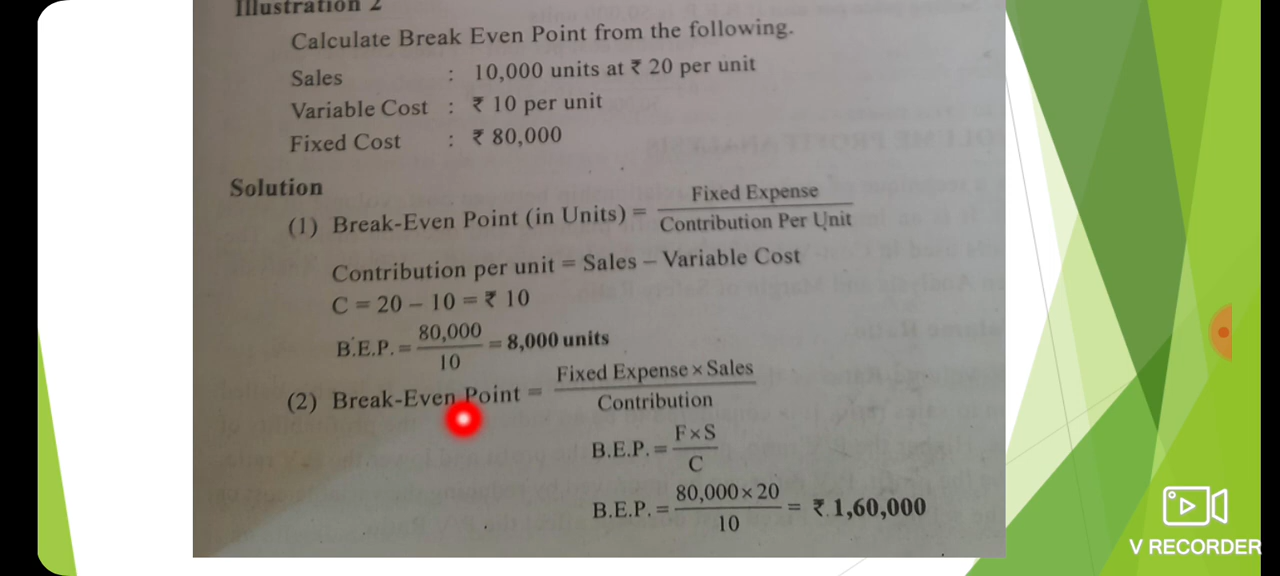 Illustration 2
Calculate Break Even Point from the following.
Sales : 10,000 units at ₹ 20 per unit
Variable Cost : ₹ 10 per unit
Fixed Cost : ₹ 80,000
Solution
(1) Break-Even Point (in Units) = Fixed Expense / Contribution Per Unit
Contribution per unit = Sales – Variable Cost
C = 20 – 10 = ₹ 10
B.E.P. = 80,000 / 10 = 8,000 units
(2) Break-Even Point = Fixed Expense × Sales / Contribution
B.E.P. = F×S / C
B.E.P. = 80,000×20 / 10 = ₹.1,60,000
V RECORDER